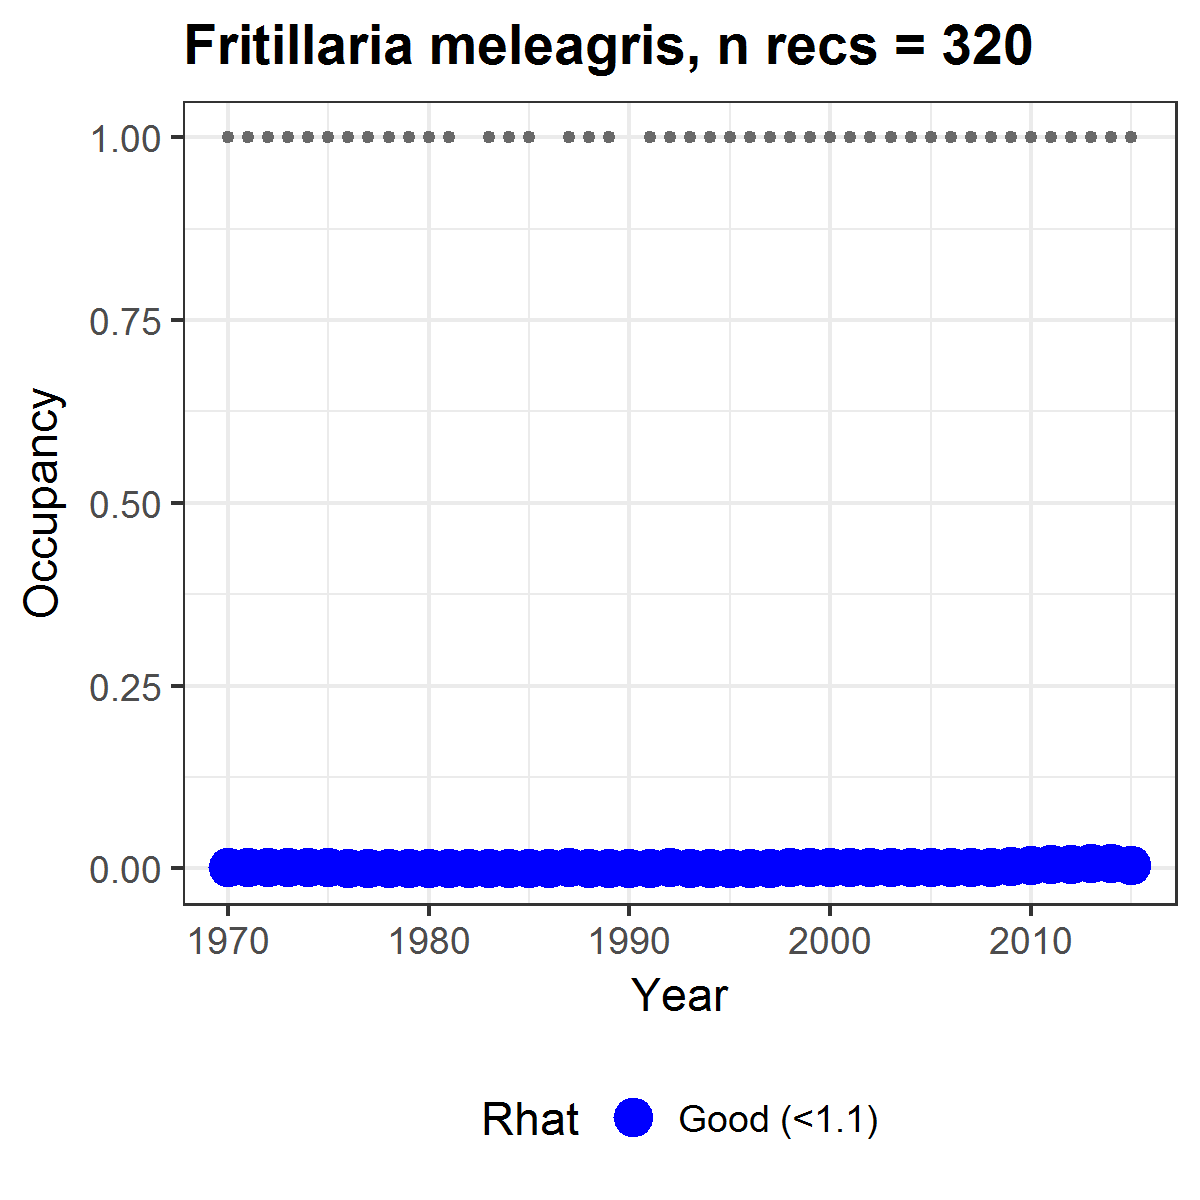 Fritillaria meleagris, n recs = 320
1.00
0.75
0.50
0.25
0.00
Occupancy
1970 1980 1990 2000 2010
Year
Rhat Good (<1.1)